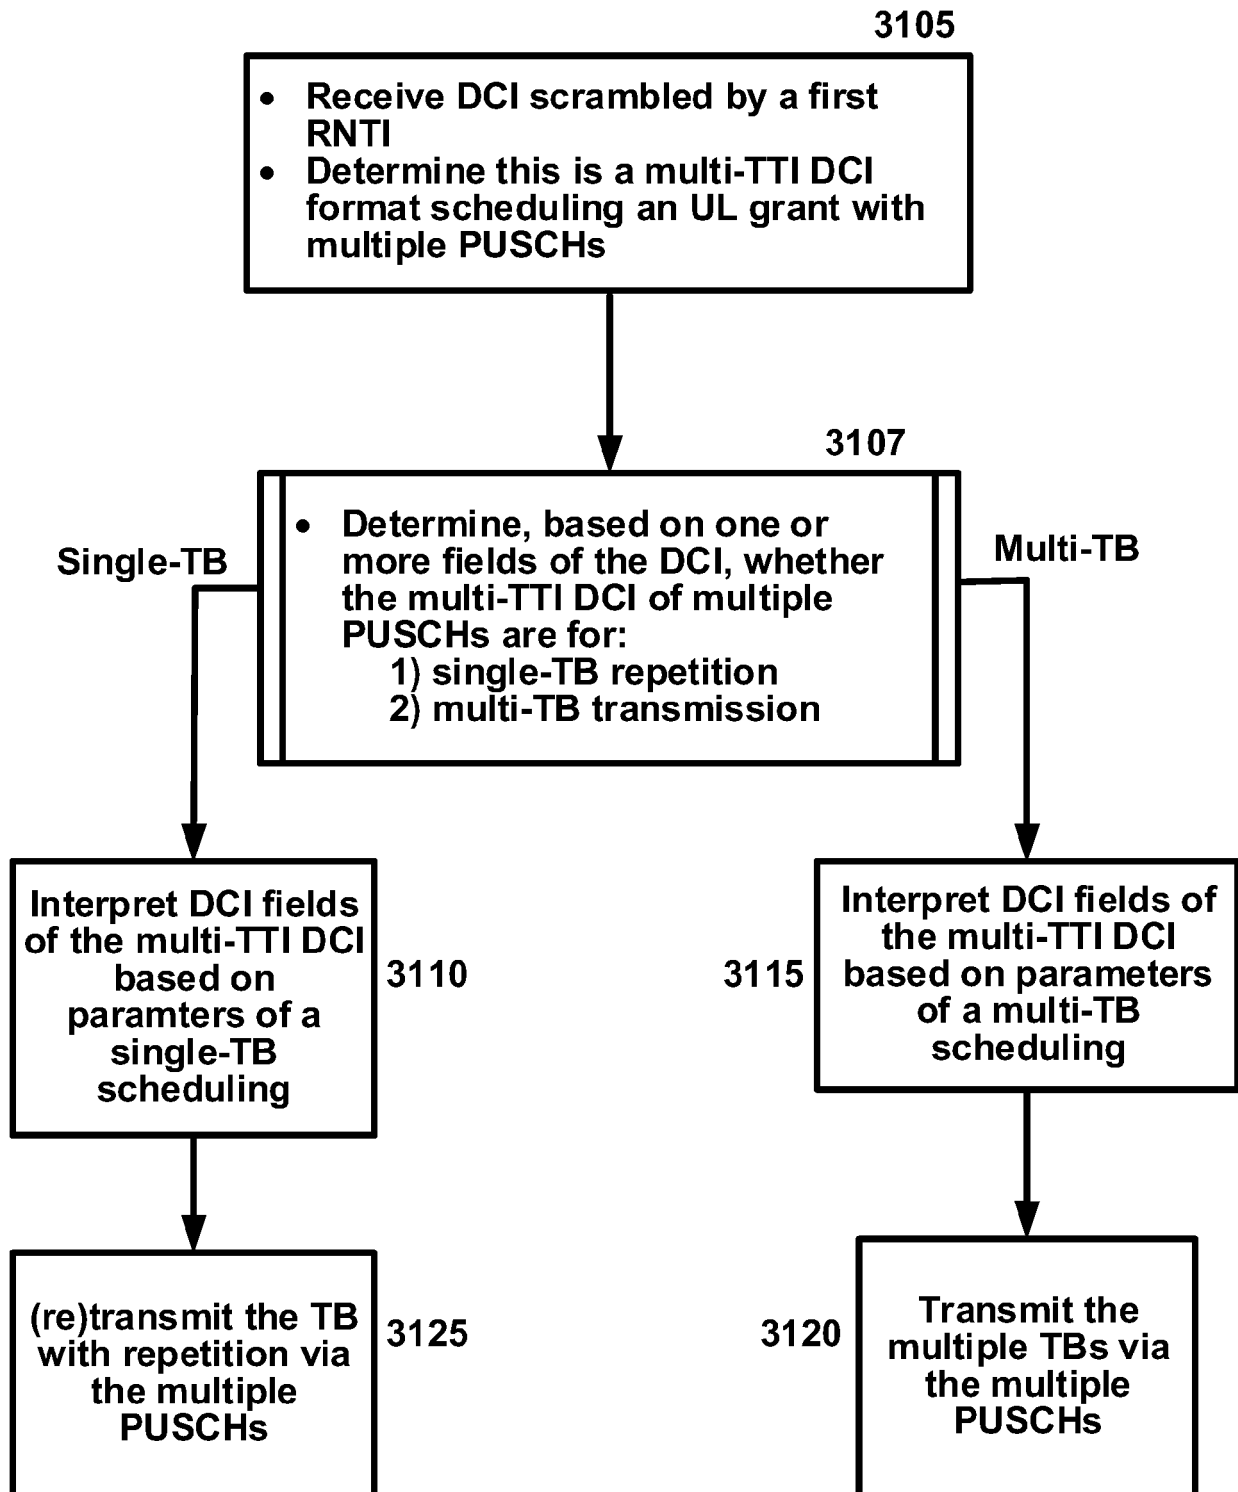 3105
• Receive DCI scrambled by a first
RNTI
• Determine this is a multi-TTI DCI
format scheduling an UL grant with
multiple PUSCHs
3107
• Determine, based on one or
more fields of the DCI, whether
the multi-TTI DCI of multiple
PUSCHs are for:
1) single-TB repetition
2) multi-TB transmission
Single-TB
Multi-TB
Interpret DCI fields
of the multi-TTI DCI
based on
paramters of a
single-TB
scheduling
3110
3115
Interpret DCI fields of
the multi-TTI DCI
based on parameters
of a multi-TB
scheduling
(re)transmit the TB
with repetition via
the multiple
PUSCHs
3125
3120
Transmit the
multiple TBs via
the multiple
PUSCHs